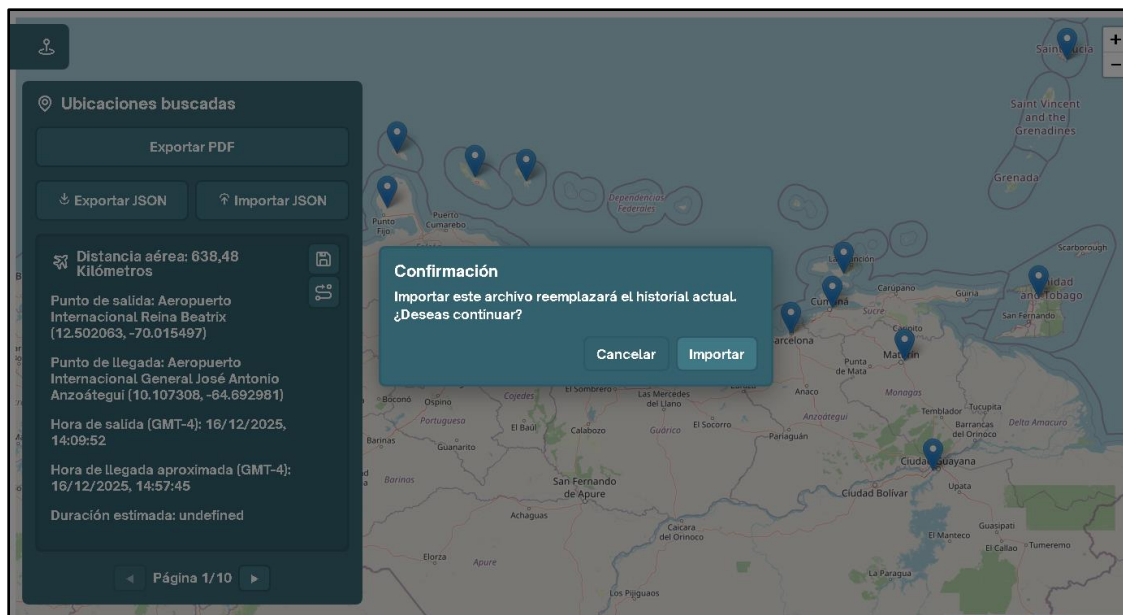 Ubicaciones buscadas
Exportar PDF
Exportar JSON
Importar JSON
Distancia aérea: 638,48
Kilómetros
Punto de salida: Aeropuerto
Internacional Reina Beatrix
(12.502063, -70.015497)
Punto de llegada: Aeropuerto
Internacional General José Antonio
Anzoátegui (10.107308, -64.692981)
Hora de salida (GMT-4): 16/12/2025,
14:09:52
Hora de llegada aproximada (GMT-4):
16/12/2025, 14:57:45
Duración estimada: undefined
Página 1/10
Confirmación
Importar este archivo reemplazará el historial actual.
¿Deseas continuar?
Cancelar
Importar
+
−
Saint Vincent
and the
Grenadines
Grenada
Dependencias
Federales
Punto
Fijo
Puerto
Cumarebo
Scarborough
and Tobago
San Fernando
Carúpano
Güiria
Sucre
Punta
de Mata
Monagas
Anaco
Anzoátegui
Temblador
Tucupita
Barrancas
del Orinoco
Delta Amacuro
El Sombrero
Las Mercedes
del Llano
Cojedes
Boconó
Ospino
Portuguesa
El Baúl
Calabozo
Guárico
El Socorro
Pariaguán
Barinas
Guanarito
Barinas
San Fernando
de Apure
Ciudad Bolívar
Upata
Achaguas
Caicara
del Orinoco
Guasipati
El Manteco
El Callao
Tumeremo
Elorza
Apure
La Paragua
Los Pijiguaos